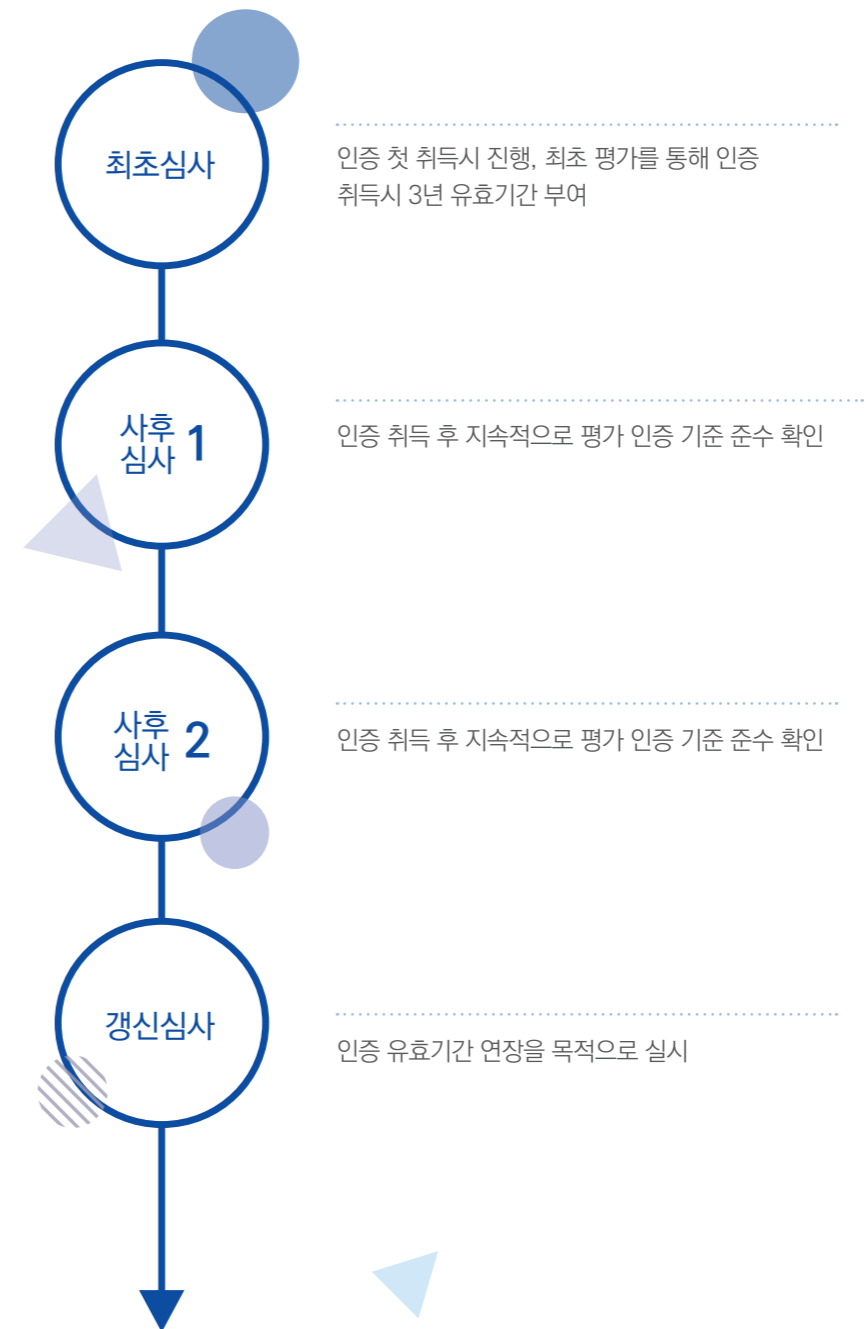 최초심사
인증 첫 취득시 진행, 최초 평가를 통해 인증
취득시 3년 유효기간 부여
사후
심사 1
인증 취득 후 지속적으로 평가 인증 기준 준수 확인
사후
심사 2
인증 취득 후 지속적으로 평가 인증 기준 준수 확인
갱신심사
인증 유효기간 연장을 목적으로 실시